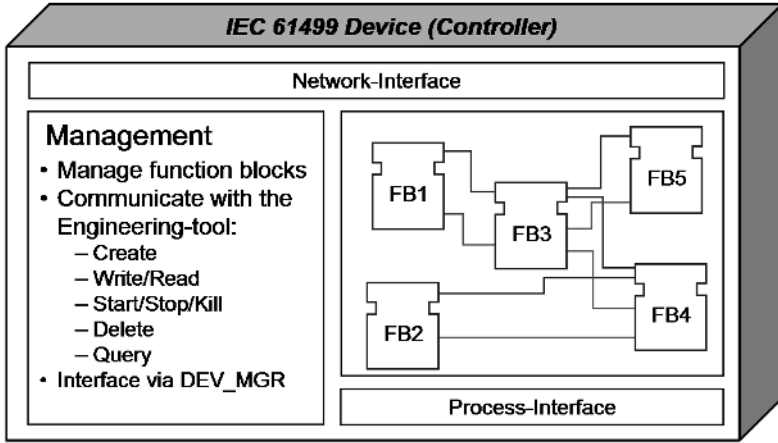 IEC 61499 Device (Controller)
Network-Interface
Management
• Manage function blocks
• Communicate with the
Engineering-tool:
– Create
– Write/Read
– Start/Stop/Kill
– Delete
– Query
• Interface via DEV_MGR
FB1
FB3
FB5
FB2
FB4
Process-Interface